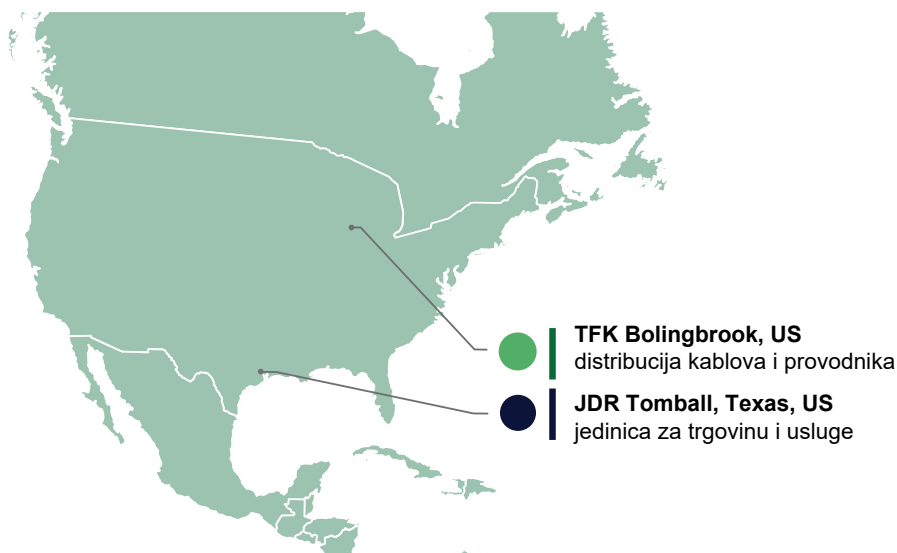 TFK Bolingbrook, US
distribucija kablova i provodnika
JDR Tomball, Texas, US
jedinica za trgovinu i usluge